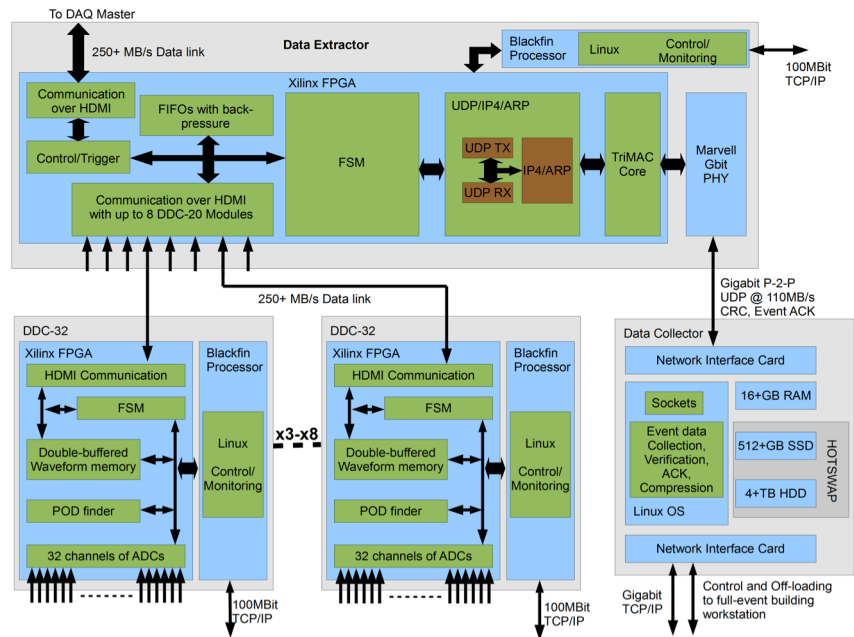 To DAQ Master
250+ MB/s Data link
Data Extractor
Blackfin
Processor
Linux
Control/
Monitoring
100MBit
TCP/IP
Xilinx FPGA
Communication
over HDMI
FIFOs with back-
pressure
Control/Trigger
Communication over HDMI
with up to 8 DDC-20 Modules
FSM
UDP/IP4/ARP
UDP TX
IP4/ARP
UDP RX
TriMAC
Core
Marvell
Gbit
PHY
250+ MB/s Data link
Gigabit P-2-P
UDP @ 110MB/s
CRC, Event ACK
DDC-32
Xilinx FPGA
HDMI Communication
FSM
Double-buffered
Waveform memory
POD finder
32 channels of ADCs
Blackfin
Processor
Linux
Control/
Monitoring
100MBit
TCP/IP
x3-x8
DDC-32
Xilinx FPGA
HDMI Communication
FSM
Double-buffered
Waveform memory
POD finder
32 channels of ADCs
Blackfin
Processor
Linux
Control/
Monitoring
100MBit
TCP/IP
Data Collector
Network Interface Card
Sockets
Event data
Collection,
Verification,
ACK,
Compression
Linux OS
16+GB RAM
512+GB SSD
4+TB HDD
HOTSWAP
Network Interface Card
Gigabit
TCP/IP
Control and Off-loading
to full-event building
workstation